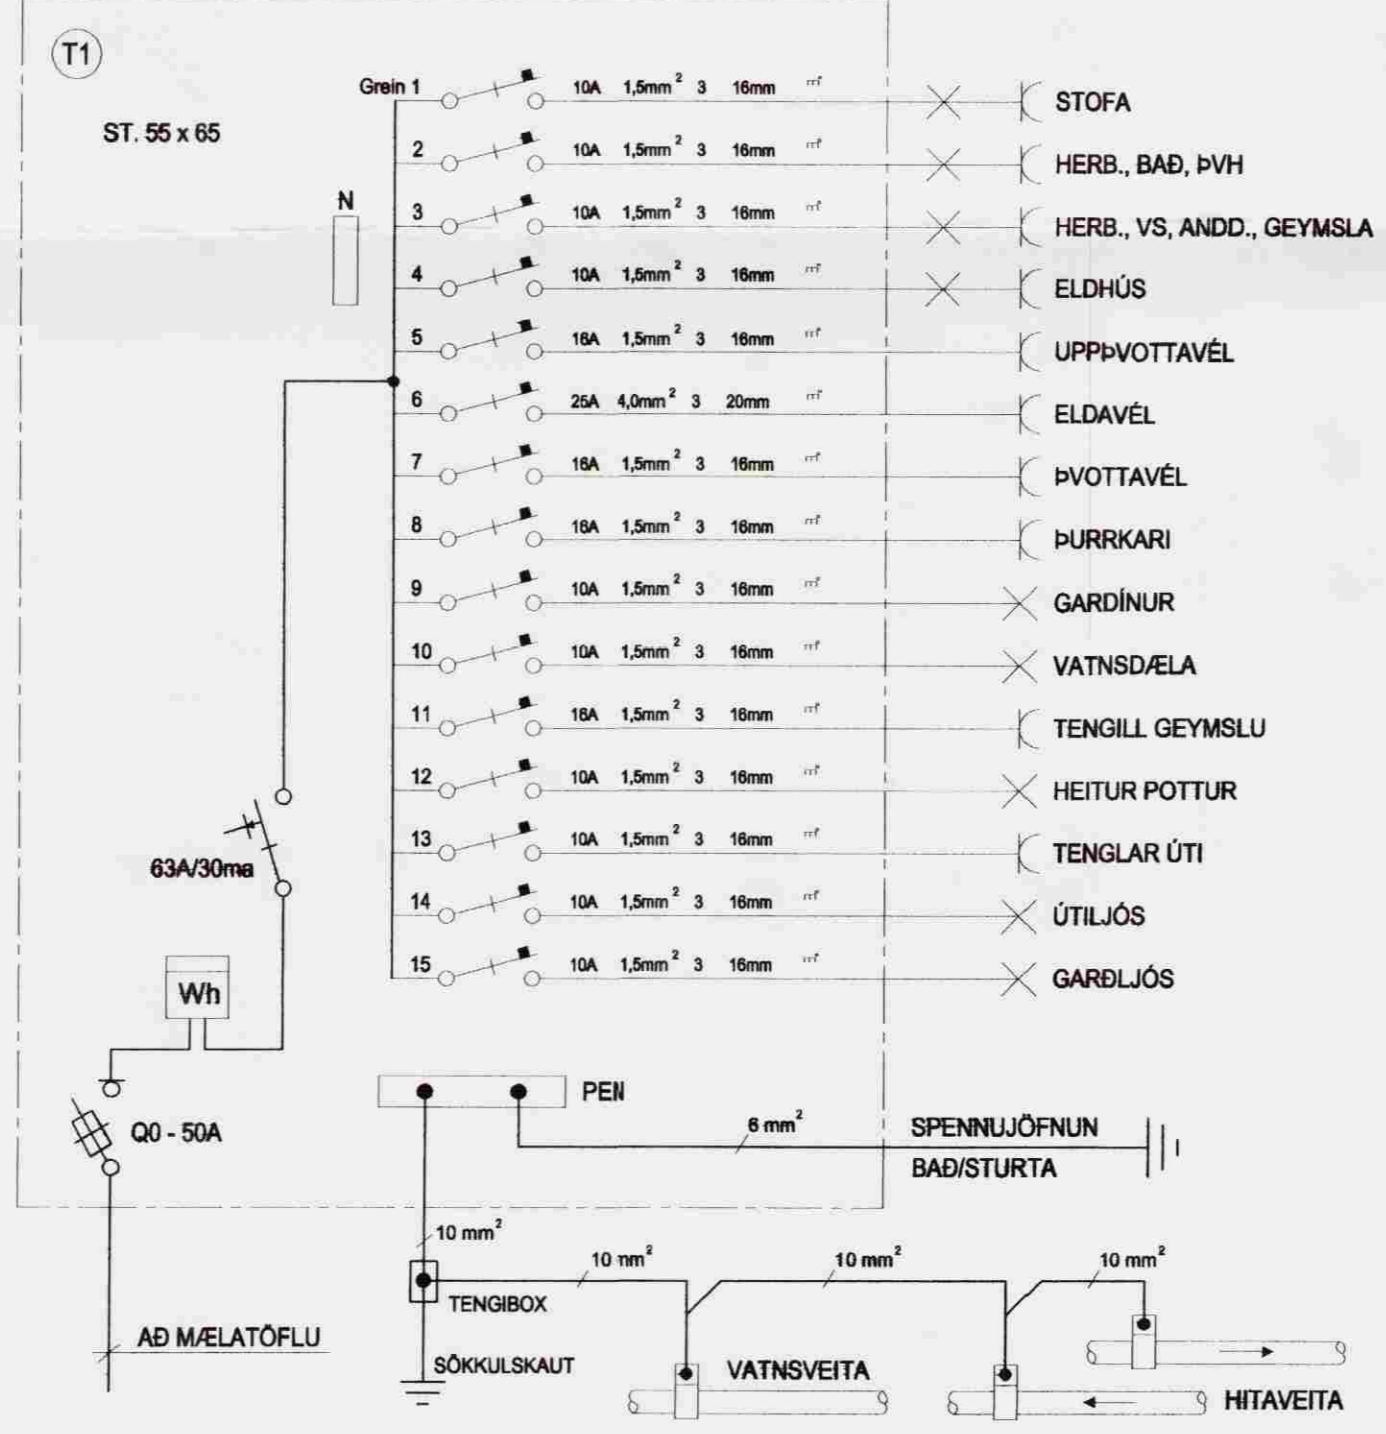 T1
ST. 55 x 65
N
Grein 1 10A 1,5mm² 3 16mm STOFA
2 10A 1,5mm² 3 16mm HERB., BAÐ, ÞVH
3 10A 1,5mm² 3 16mm HERB., VS, ANDD., GEYMSLA
4 10A 1,5mm² 3 16mm ELDHÚS
5 16A 1,5mm² 3 16mm UPPÞVOTTAVÉL
6 25A 4,0mm² 3 20mm ELDAVÉL
7 16A 1,5mm² 3 16mm ÞVOTTAVÉL
8 16A 1,5mm² 3 16mm ÞURRKARI
9 10A 1,5mm² 3 16mm GARDÍNUR
10 10A 1,5mm² 3 16mm VATNSDÆLA
11 16A 1,5mm² 3 16mm TENGILL GEYMSLU
12 10A 1,5mm² 3 16mm HEITUR POTTUR
13 10A 1,5mm² 3 16mm TENGLAR ÚTI
14 10A 1,5mm² 3 16mm ÚTILJÓS
15 10A 1,5mm² 3 16mm GARÐLJÓS
63A/30ma
Wh
Q0 - 50A
PEN
6 mm²
SPENNUJÖFNUN
BAÐ/STURTA
10 mm²
10 mm²
10 mm²
10 mm²
TENGIBOX
AÐ MÆLATÖFLU
SÖKKULSKAUT
VATNSVEITA
HITAVEITA